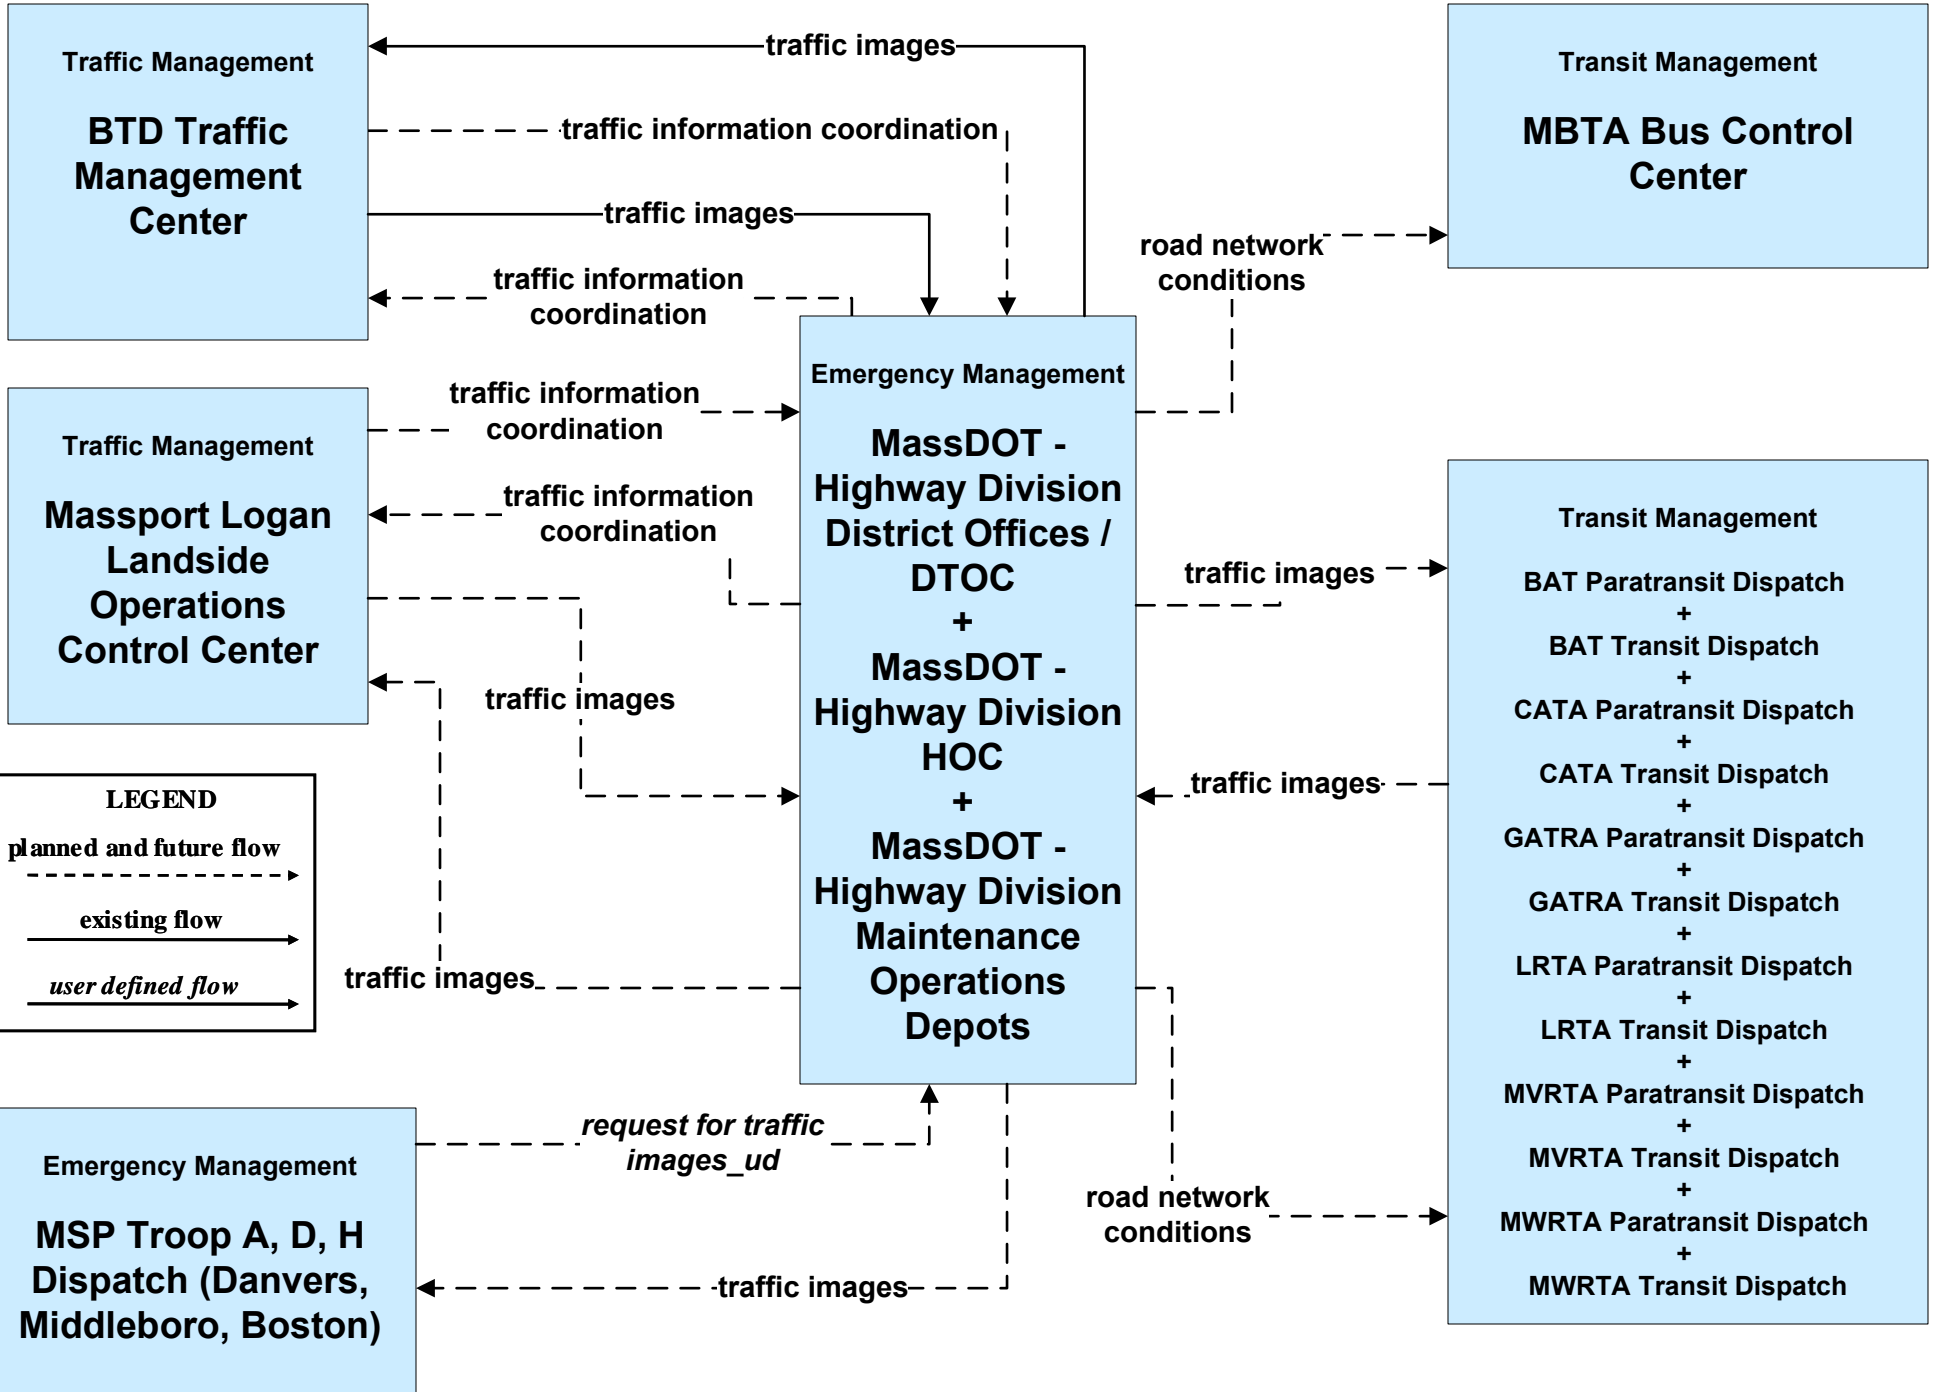 Traffic Management
BTD Traffic
Management
Center
traffic images
traffic information coordination
traffic images
traffic information
coordination
Transit Management
MBTA Bus Control
Center
road network
conditions
Traffic Management
Massport Logan
Landside
Operations
Control Center
traffic information
coordination
traffic information
coordination
traffic images
traffic images
Emergency Management
MassDOT -
Highway Division
District Offices /
DTOC
+
MassDOT -
Highway Division
HOC
+
MassDOT -
Highway Division
Maintenance
Operations
Depots
traffic images
traffic images
road network
conditions
Transit Management
BAT Paratransit Dispatch
+
BAT Transit Dispatch
+
CATA Paratransit Dispatch
+
CATA Transit Dispatch
+
GATRA Paratransit Dispatch
+
GATRA Transit Dispatch
+
LRTA Paratransit Dispatch
+
LRTA Transit Dispatch
+
MVRTA Paratransit Dispatch
+
MVRTA Transit Dispatch
+
MWRTA Paratransit Dispatch
+
MWRTA Transit Dispatch
LEGEND
planned and future flow
existing flow
user defined flow
Emergency Management
MSP Troop A, D, H
Dispatch (Danvers,
Middleboro, Boston)
request for traffic
images_ud
traffic images